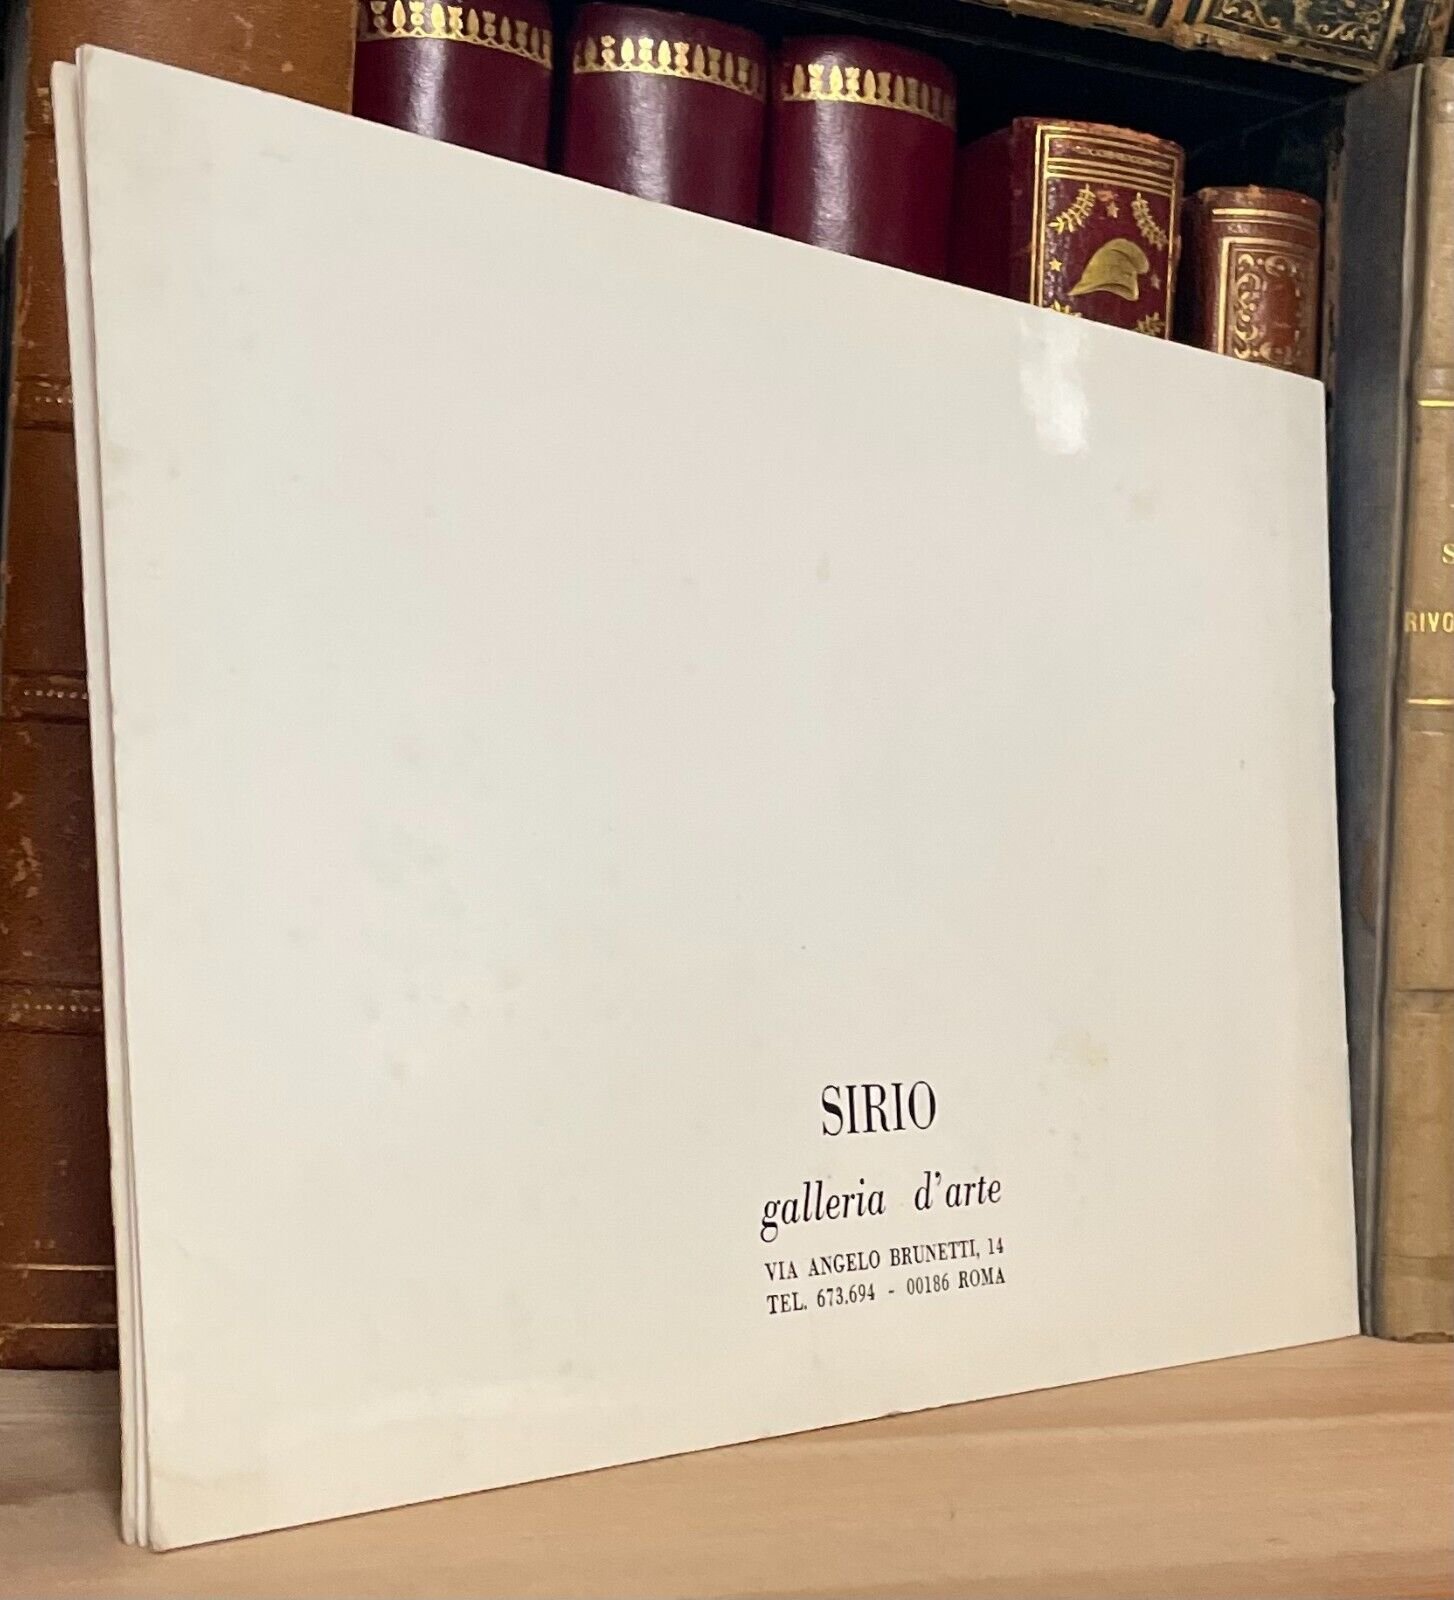 SIRIO
galleria d'arte
VIA ANGELO BRUNETTI, 14
TEL. 673.694 - 00186 ROMA